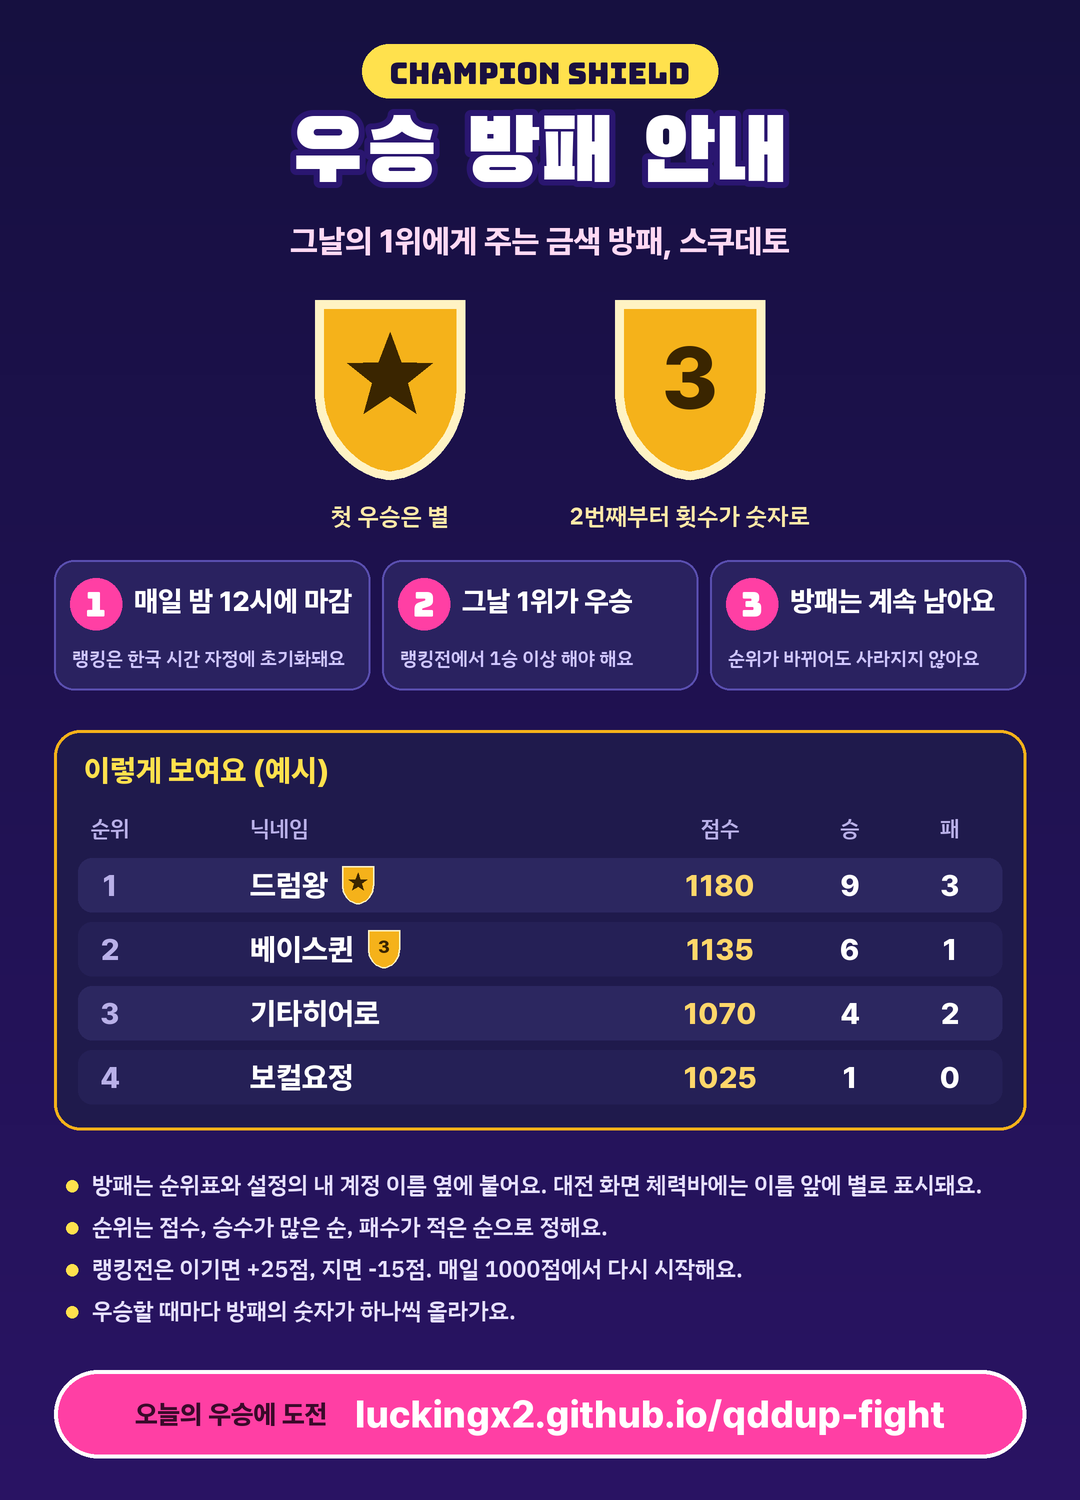 CHAMPION SHIELD
우승 방패 안내
그날의 1위에게 주는 금색 방패, 스쿠데토
3
첫 우승은 별
2번째부터 횟수가 숫자로
1 매일 밤 12시에 마감
랭킹은 한국 시간 자정에 초기화돼요
2 그날 1위가 우승
랭킹전에서 1승 이상 해야 해요
3 방패는 계속 남아요
순위가 바뀌어도 사라지지 않아요
이렇게 보여요 (예시)
순위 닉네임 점수 승 패
1 드럼왕 1180 9 3
2 베이스퀸 3 1135 6 1
3 기타히어로 1070 4 2
4 보컬요정 1025 1 0
방패는 순위표와 설정의 내 계정 이름 옆에 붙어요. 대전 화면 체력바에는 이름 앞에 별로 표시돼요.
순위는 점수, 승수가 많은 순, 패수가 적은 순으로 정해요.
랭킹전은 이기면 +25점, 지면 -15점. 매일 1000점에서 다시 시작해요.
우승할 때마다 방패의 숫자가 하나씩 올라가요.
오늘의 우승에 도전 luckingx2.github.io/qddup-fight